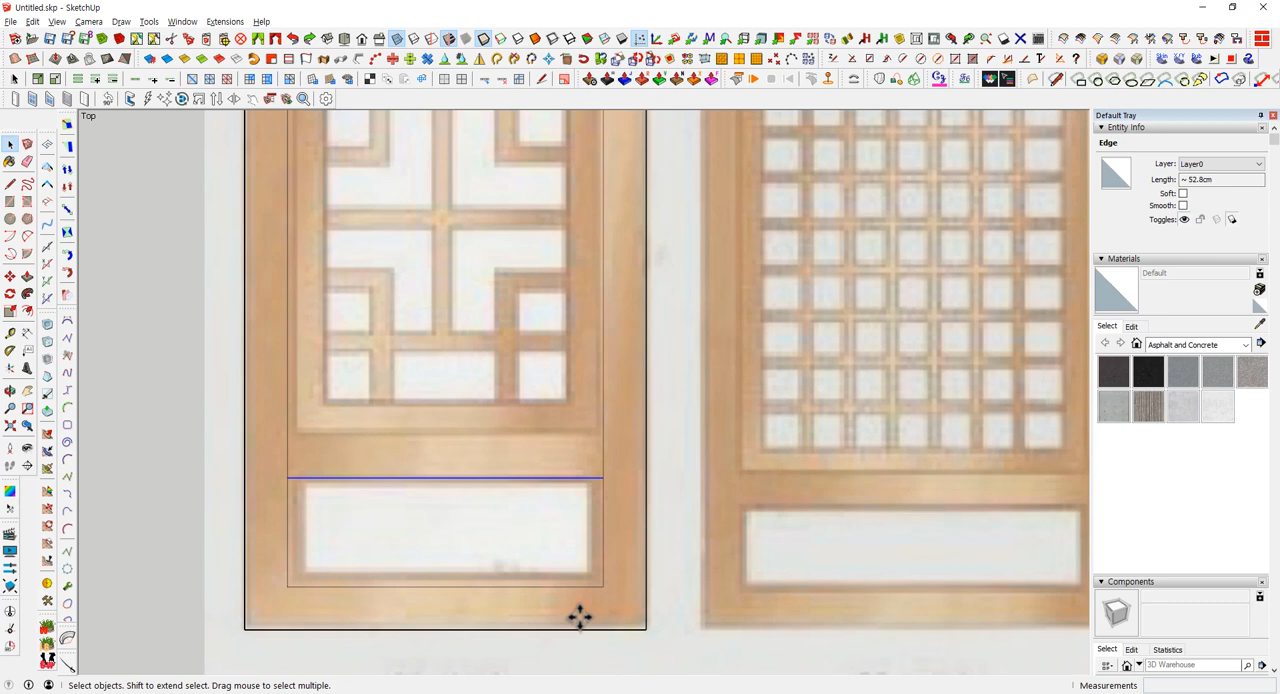 Untitled.skp - SketchUp
File Edit View Camera Draw Tools Window Extensions Help
Top
Default Tray
Entity Info
Edge
Layer: Layer0
Length: ~ 52.8cm
Soft:
Smooth:
Toggles:
Materials
Default
Select Edit
Asphalt and Concrete
Components
Select Edit Statistics
3D Warehouse
Select objects. Shift to extend select. Drag mouse to select multiple.
Measurements